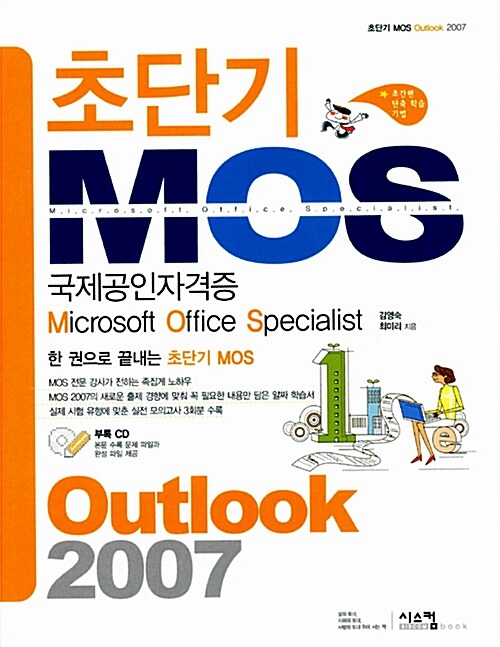 초단기 MOS Outlook 2007
초단기
★ 초간편
단축 학습
기법
MOS
Microsoft Office Specialist
국제공인자격증
Microsoft Office Specialist
김영숙
최미리 지음
한 권으로 끝내는 초단기 MOS
MOS 전문 강사가 전하는 족집게 노하우
MOS 2007의 새로운 출제 경향에 맞춰 꼭 필요한 내용만 담은 알짜 학습서
실제 시험 유형에 맞춘 실전 모의고사 3회분 수록
부록 CD
본문 수록 문제 파일과
완성 파일 제공
1
e
Outlook
2007
시스컴
SISCOM
book